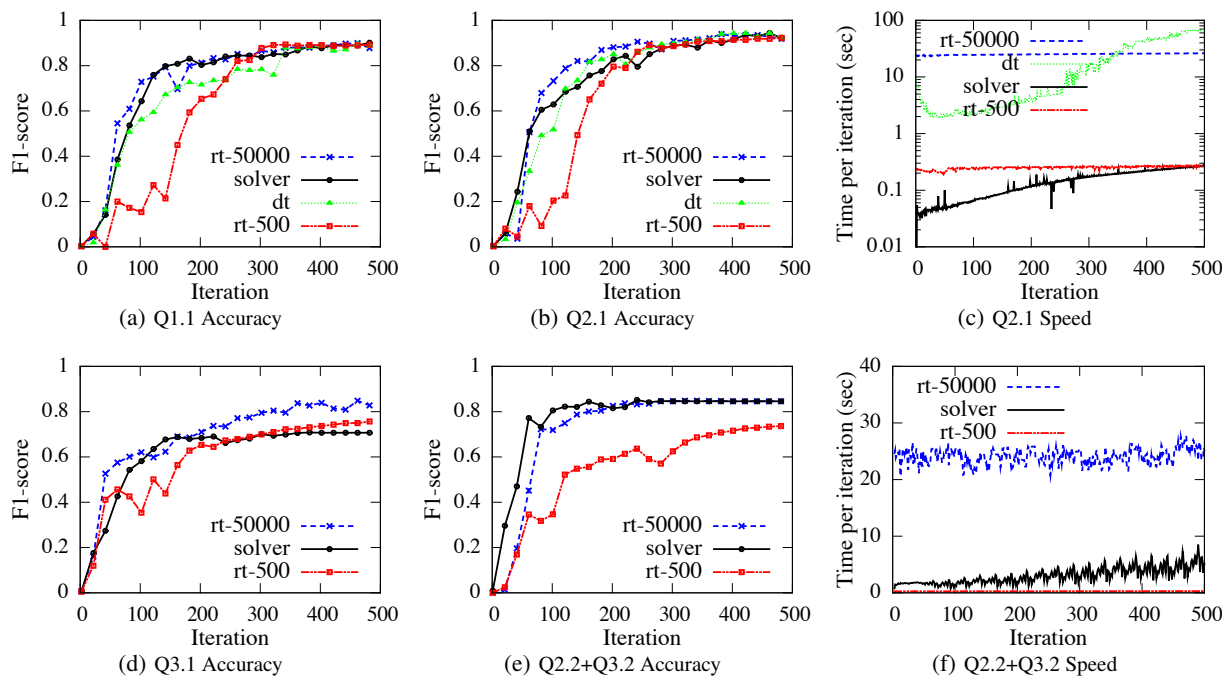 1
0.8
0.6
0.4
0.2
0
F1-score
rt-50000
solver
dt
rt-500
0 100 200 300 400 500
Iteration
(a) Q1.1 Accuracy
1
0.8
0.6
0.4
0.2
0
F1-score
rt-50000
solver
dt
rt-500
0 100 200 300 400 500
Iteration
(b) Q2.1 Accuracy
100
10
1
0.1
0.01
Time per iteration (sec)
rt-50000
dt
solver
rt-500
0 100 200 300 400 500
Iteration
(c) Q2.1 Speed
1
0.8
0.6
0.4
0.2
0
F1-score
rt-50000
solver
rt-500
0 100 200 300 400 500
Iteration
(d) Q3.1 Accuracy
1
0.8
0.6
0.4
0.2
0
F1-score
rt-50000
solver
rt-500
0 100 200 300 400 500
Iteration
(e) Q2.2+Q3.2 Accuracy
40
30
20
10
0
Time per iteration (sec)
rt-50000
solver
rt-500
0 100 200 300 400 500
Iteration
(f) Q2.2+Q3.2 Speed